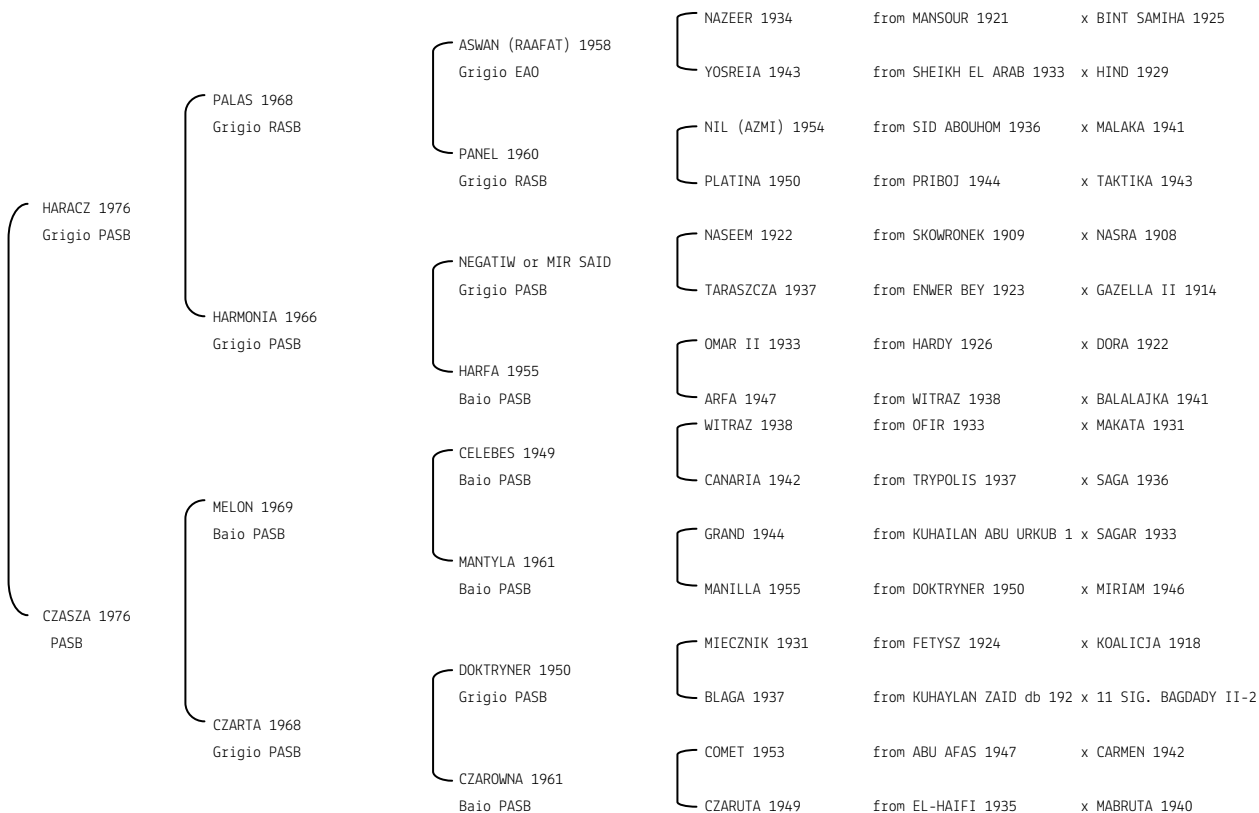 NAZEER 1934 from MANSOUR 1921 x BINT SAMIHA 1925
ASWAN (RAAFAT) 1958
Grigio EAO
YOSREIA 1943 from SHEIKH EL ARAB 1933 x HIND 1929
PALAS 1968
Grigio RASB
NIL (AZMI) 1954 from SID ABOUHOM 1936 x MALAKA 1941
PANEL 1960
Grigio RASB
PLATINA 1950 from PRIBOJ 1944 x TAKTIKA 1943
HARACZ 1976
Grigio PASB
NASEEM 1922 from SKOWRONEK 1909 x NASRA 1908
NEGATIW or MIR SAID
Grigio PASB
TARASZCZA 1937 from ENWER BEY 1923 x GAZELLA II 1914
HARMONIA 1966
Grigio PASB
OMAR II 1933 from HARDY 1926 x DORA 1922
HARFA 1955
Baio PASB
ARFA 1947 from WITRAZ 1938 x BALALAJKA 1941
WITRAZ 1938 from OFIR 1933 x MAKATA 1931
CELEBES 1949
Baio PASB
CANARIA 1942 from TRYPOLIS 1937 x SAGA 1936
MELON 1969
Baio PASB
GRAND 1944 from KUHAILAN ABU URKUB 1 x SAGAR 1933
MANTYLA 1961
Baio PASB
MANILLA 1955 from DOKTRYNER 1950 x MIRIAM 1946
CZASZA 1976
PASB
MIECZNIK 1931 from FETYSZ 1924 x KOALICJA 1918
DOKTRYNER 1950
Grigio PASB
BLAGA 1937 from KUHAYLAN ZAID db 192 x 11 SIG. BAGDADY II-2
CZARTA 1968
Grigio PASB
COMET 1953 from ABU AFAS 1947 x CARMEN 1942
CZAROWNA 1961
Baio PASB
CZARUTA 1949 from EL-HAIFI 1935 x MABRUTA 1940